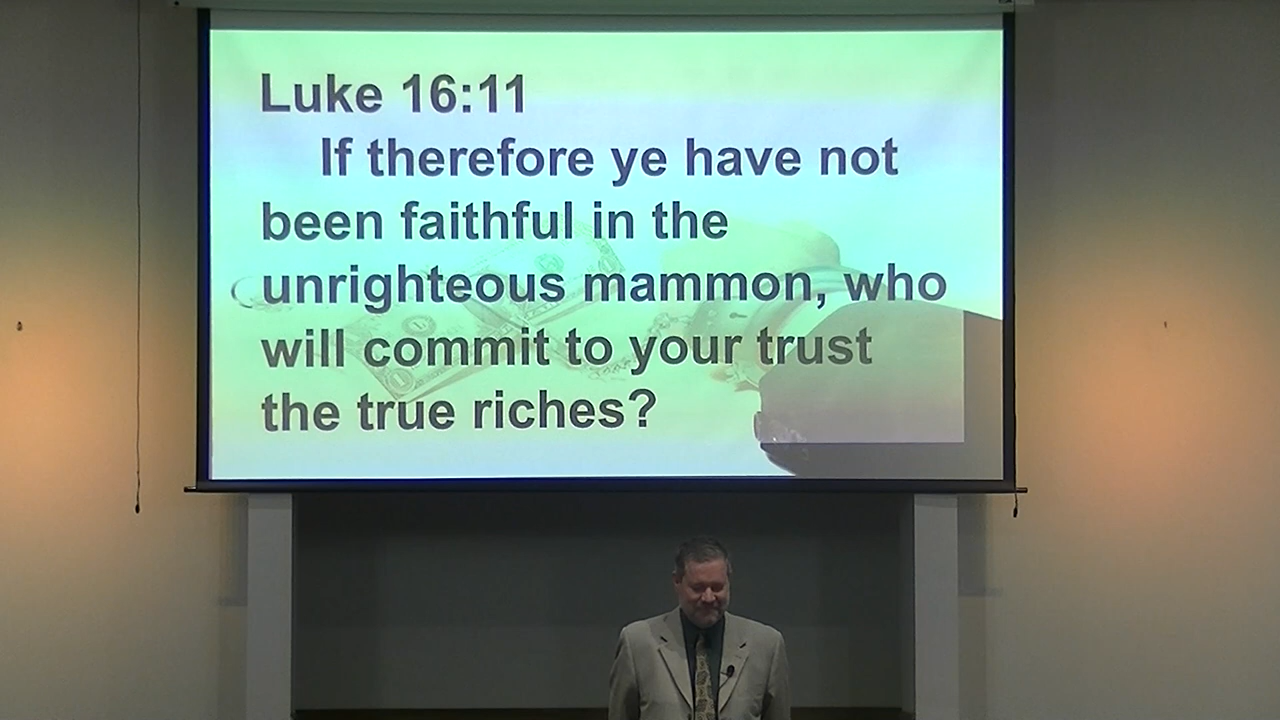 Luke 16:11
If therefore ye have not
been faithful in the
unrighteous mammon, who
will commit to your trust
the true riches?